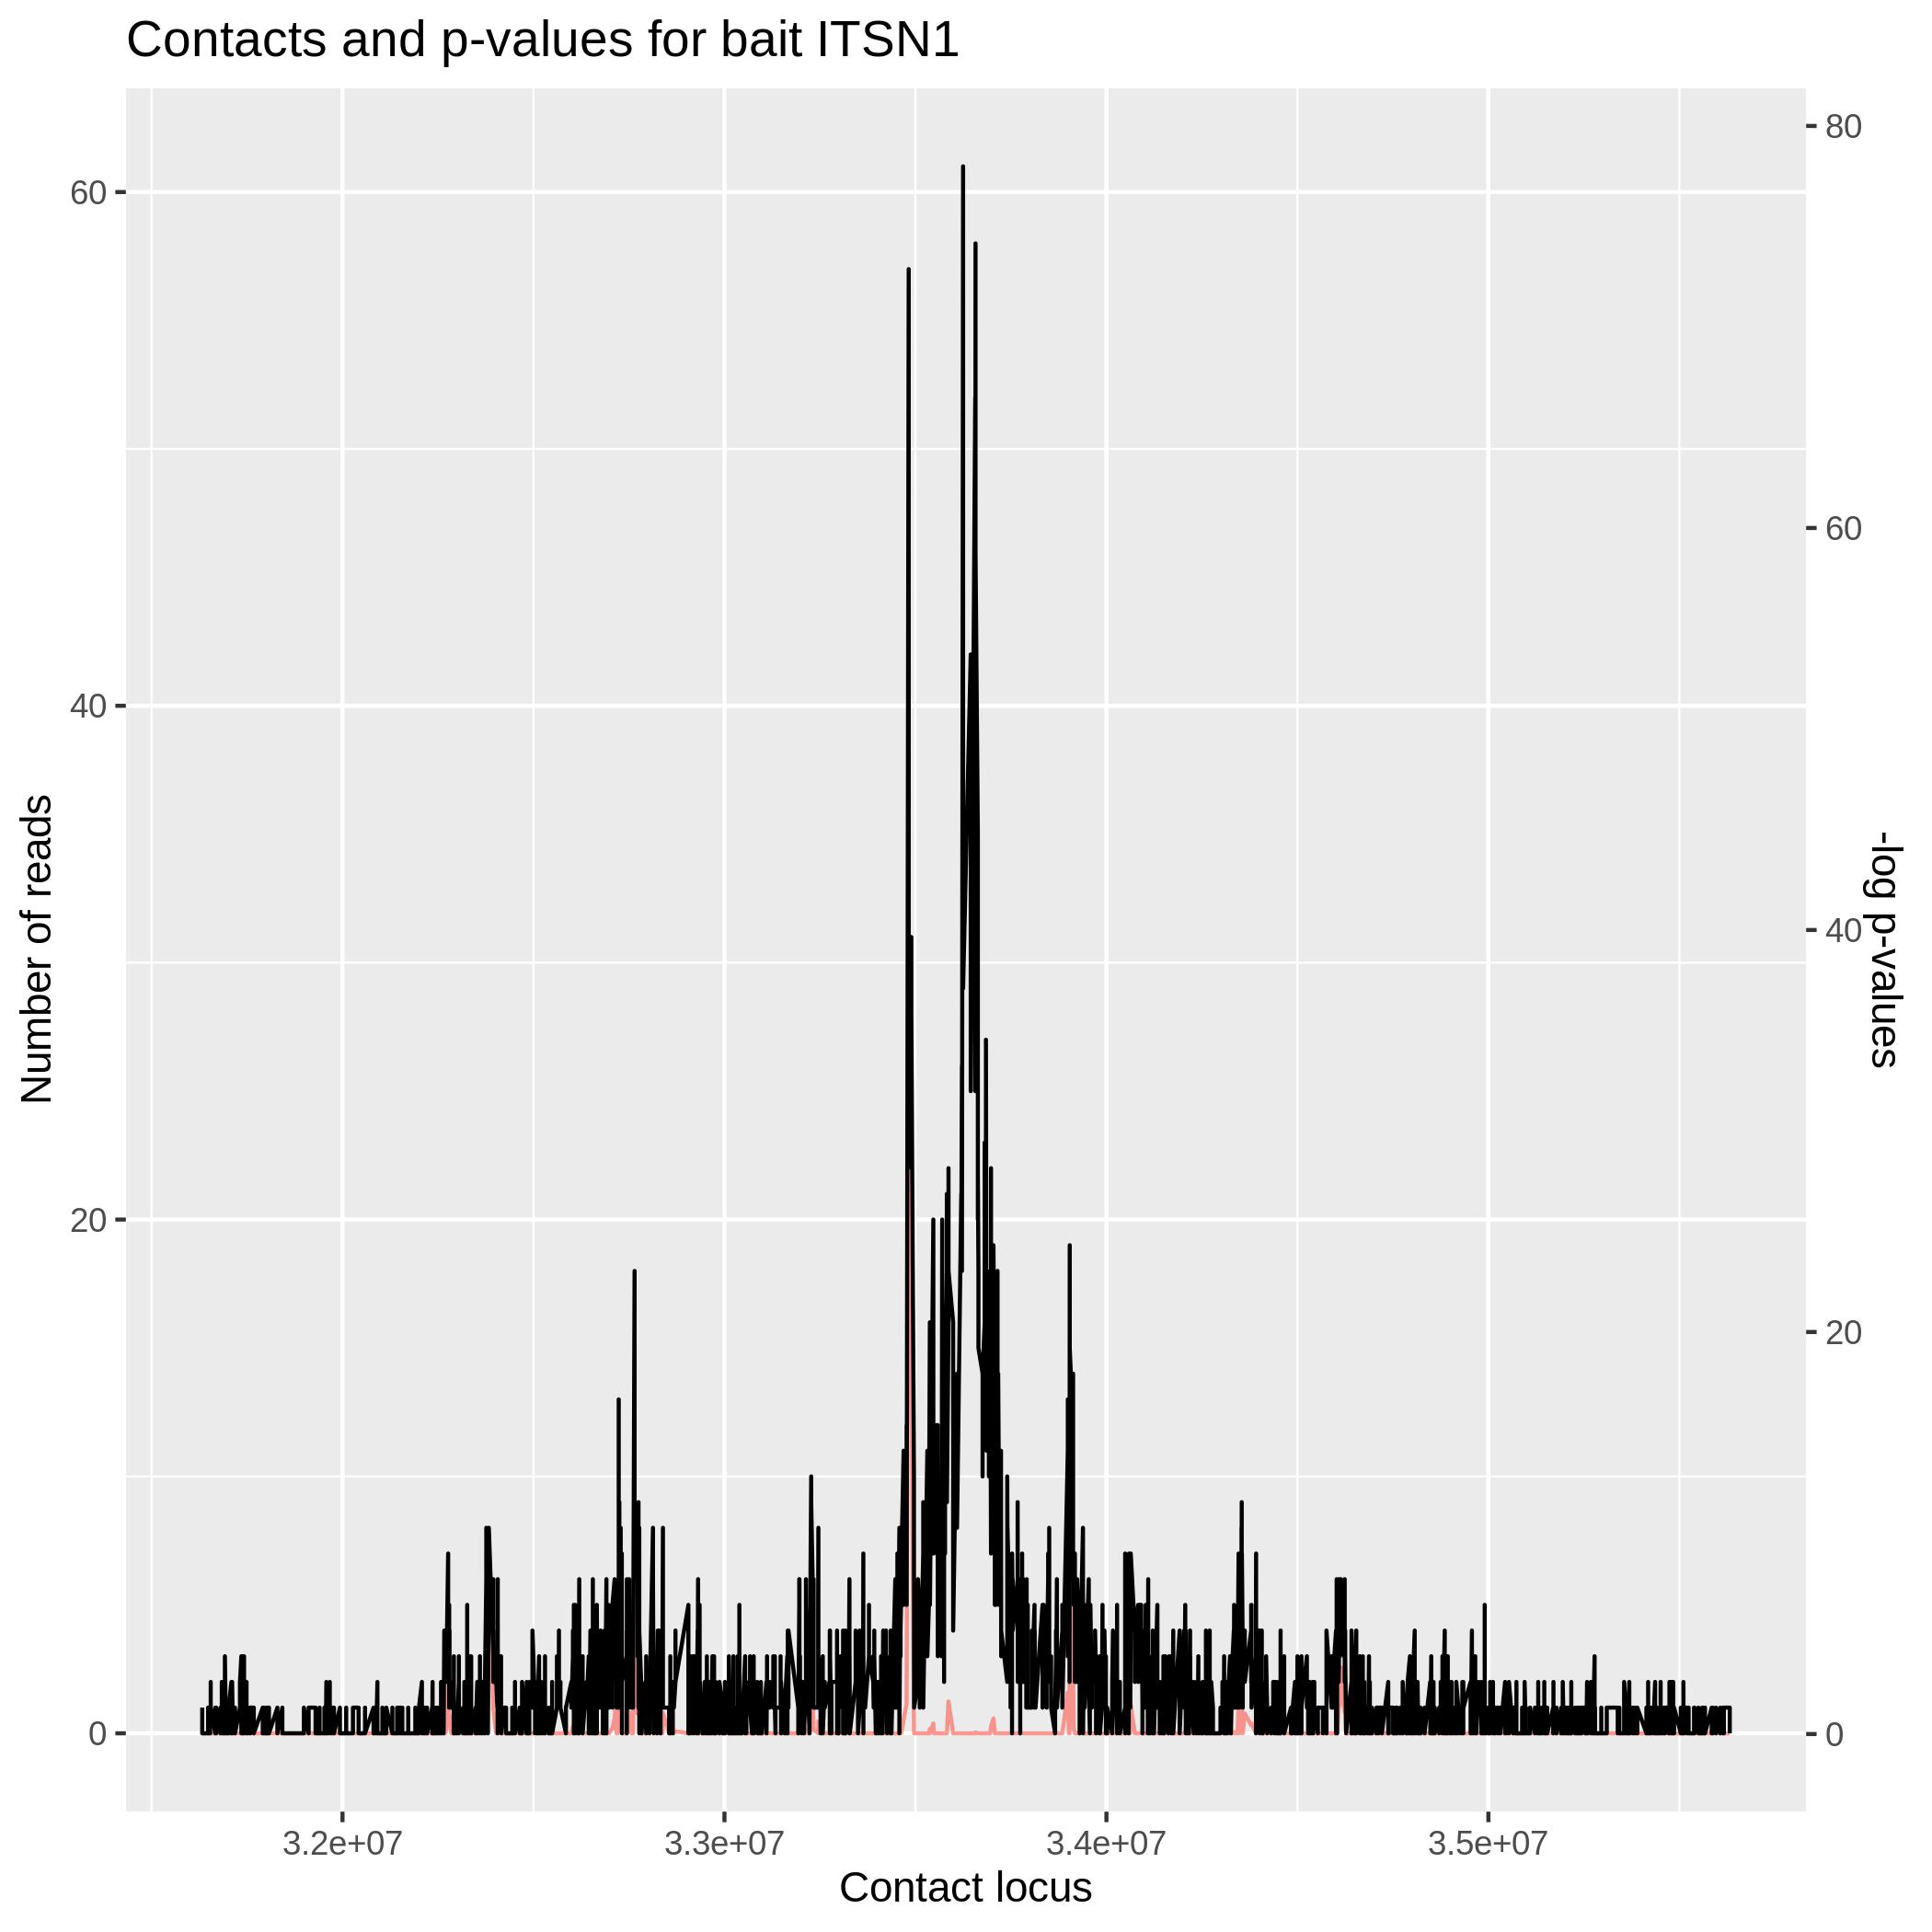 Contacts and p-values for bait ITSN1
60
40
20
0
Number of reads
80
60
40
20
0
-log p-values
3.2e+07
3.3e+07
3.4e+07
3.5e+07
Contact locus